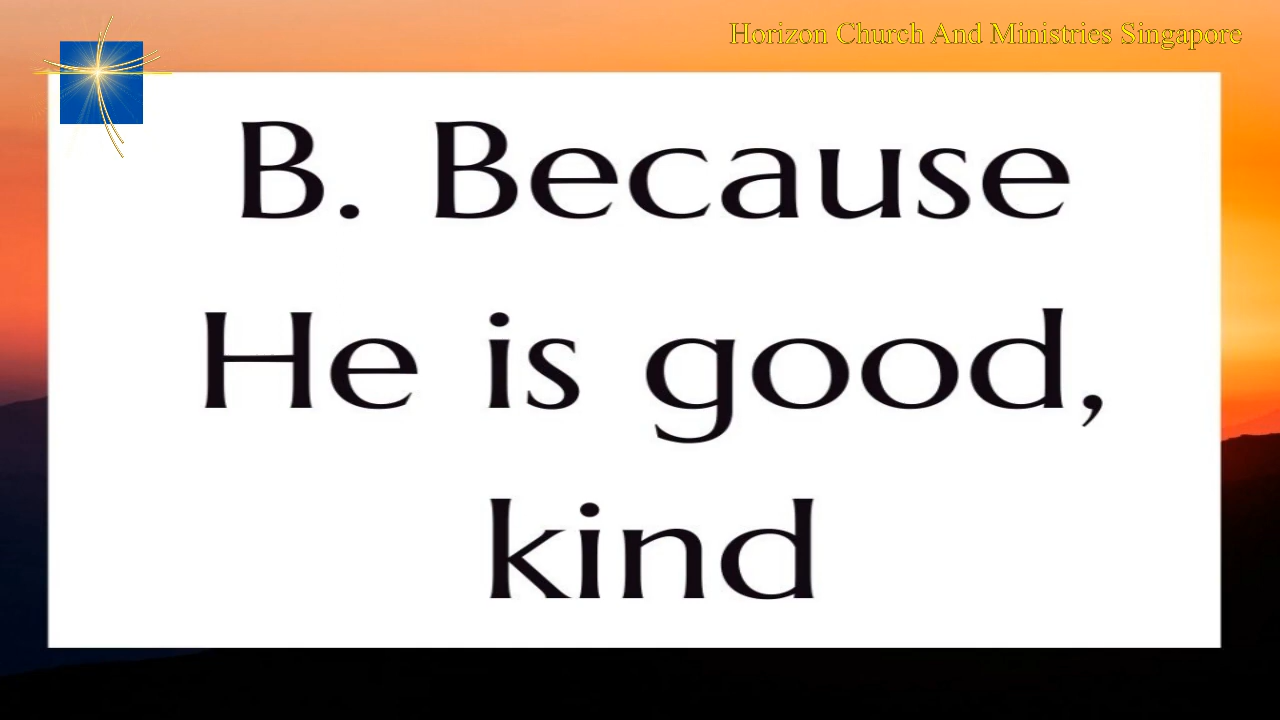 Horizon Church And Ministries Singapore
B. Because
He is good,
kind